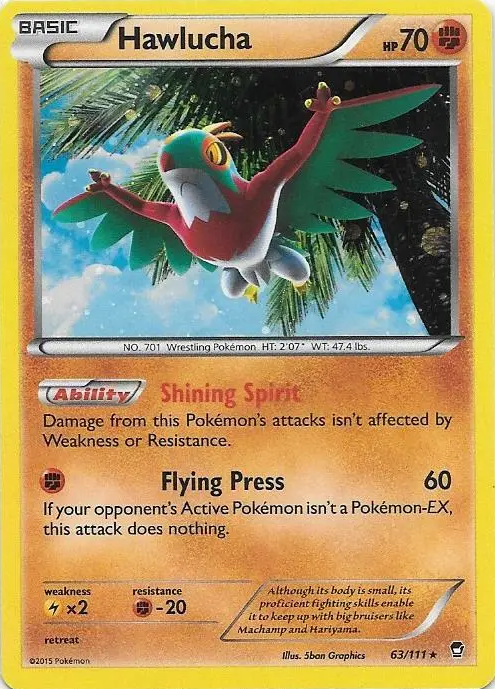 BASIC
Hawlucha
HP 70
NO. 701 Wrestling Pokémon HT: 2'07" WT: 47.4 lbs.
Ability Shining Spirit
Damage from this Pokémon's attacks isn't affected by
Weakness or Resistance.
Flying Press 60
If your opponent's Active Pokémon isn't a Pokémon-EX,
this attack does nothing.
weakness resistance
×2 -20
retreat
Although its body is small, its
proficient fighting skills enable
it to keep up with big bruisers like
Machamp and Hariyama.
©2015 Pokémon Illus. 5ban Graphics 63/111 ★